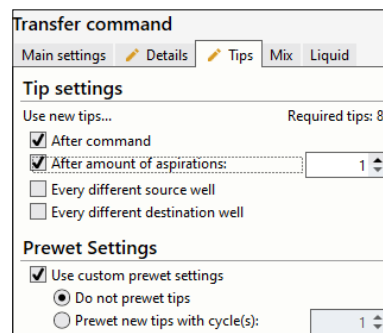 Transfer command
Main settings Details Tips Mix Liquid
Tip settings
Use new tips... Required tips: 8
After command
After amount of aspirations: 1
Every different source well
Every different destination well
Prewet Settings
Use custom prewet settings
Do not prewet tips
Prewet new tips with cycle(s): 1